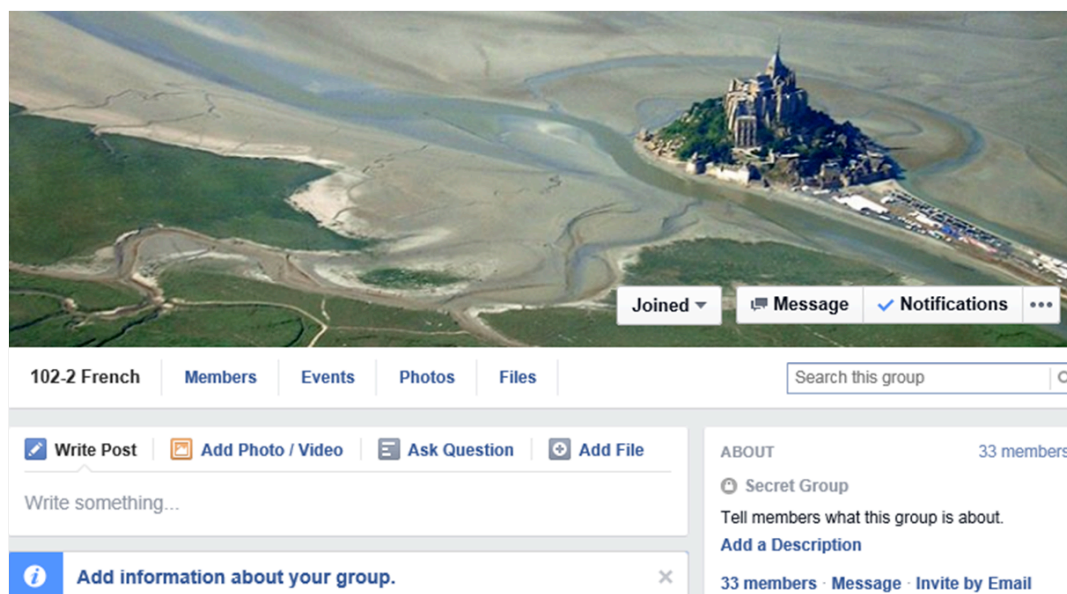 Joined
Message
Notifications
102-2 French
Members
Events
Photos
Files
Search this group
Write Post
Add Photo / Video
Ask Question
Add File
Write something...
Add information about your group.
ABOUT
33 members
Secret Group
Tell members what this group is about.
Add a Description
33 members · Message · Invite by Email